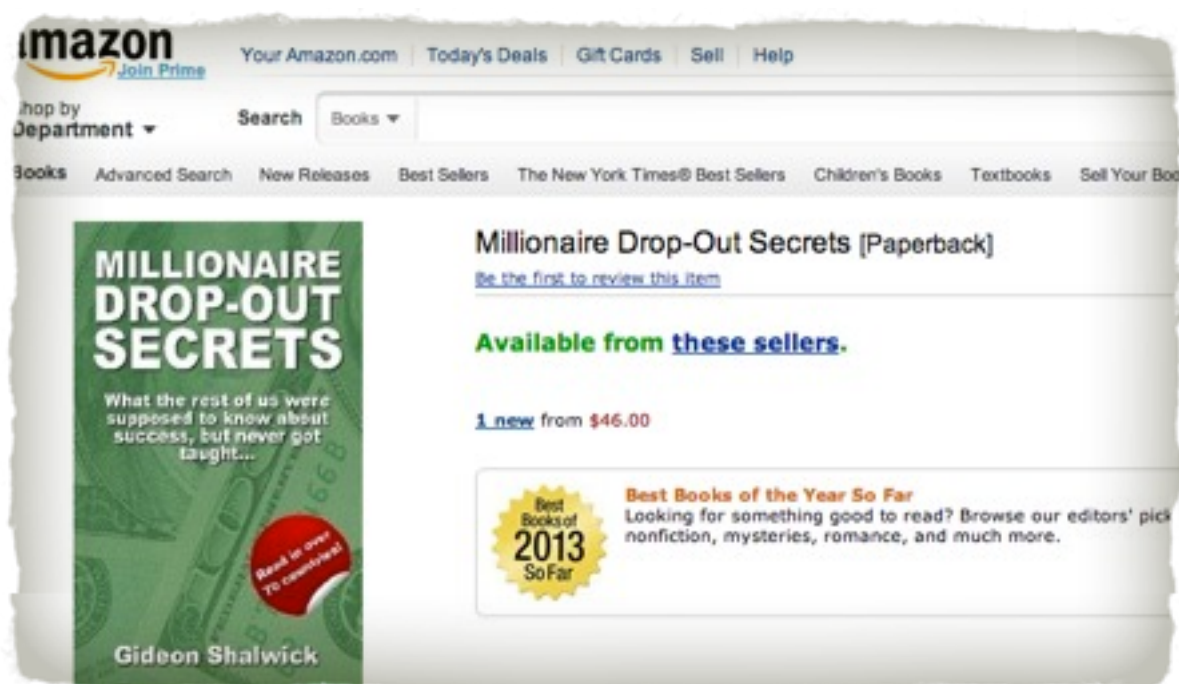 amazon
Join Prime
Your Amazon.com Today's Deals Gift Cards Sell Help
Shop by
Department
Search Books
Books Advanced Search New Releases Best Sellers The New York Times® Best Sellers Children's Books Textbooks Sell Your Boo
MILLIONAIRE
DROP-OUT
SECRETS
What the rest of us were
supposed to know about
success, but never got
taught...
Read in over
70 countries!
Gideon Shalwick
Millionaire Drop-Out Secrets [Paperback]
Be the first to review this item
Available from these sellers.
1 new from $46.00
Best
Books of
2013
So Far
Best Books of the Year So Far
Looking for something good to read? Browse our editors' pick
nonfiction, mysteries, romance, and much more.